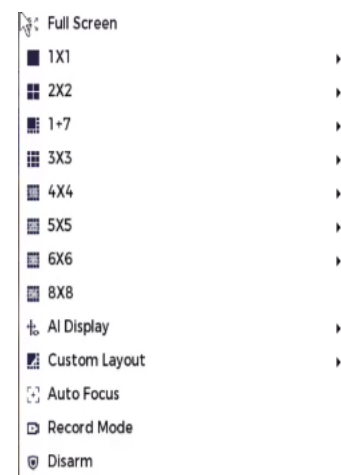 Full Screen
1X1
2X2
1+7
3X3
4X4
5X5
6X6
8X8
AI Display
Custom Layout
Auto Focus
Record Mode
Disarm